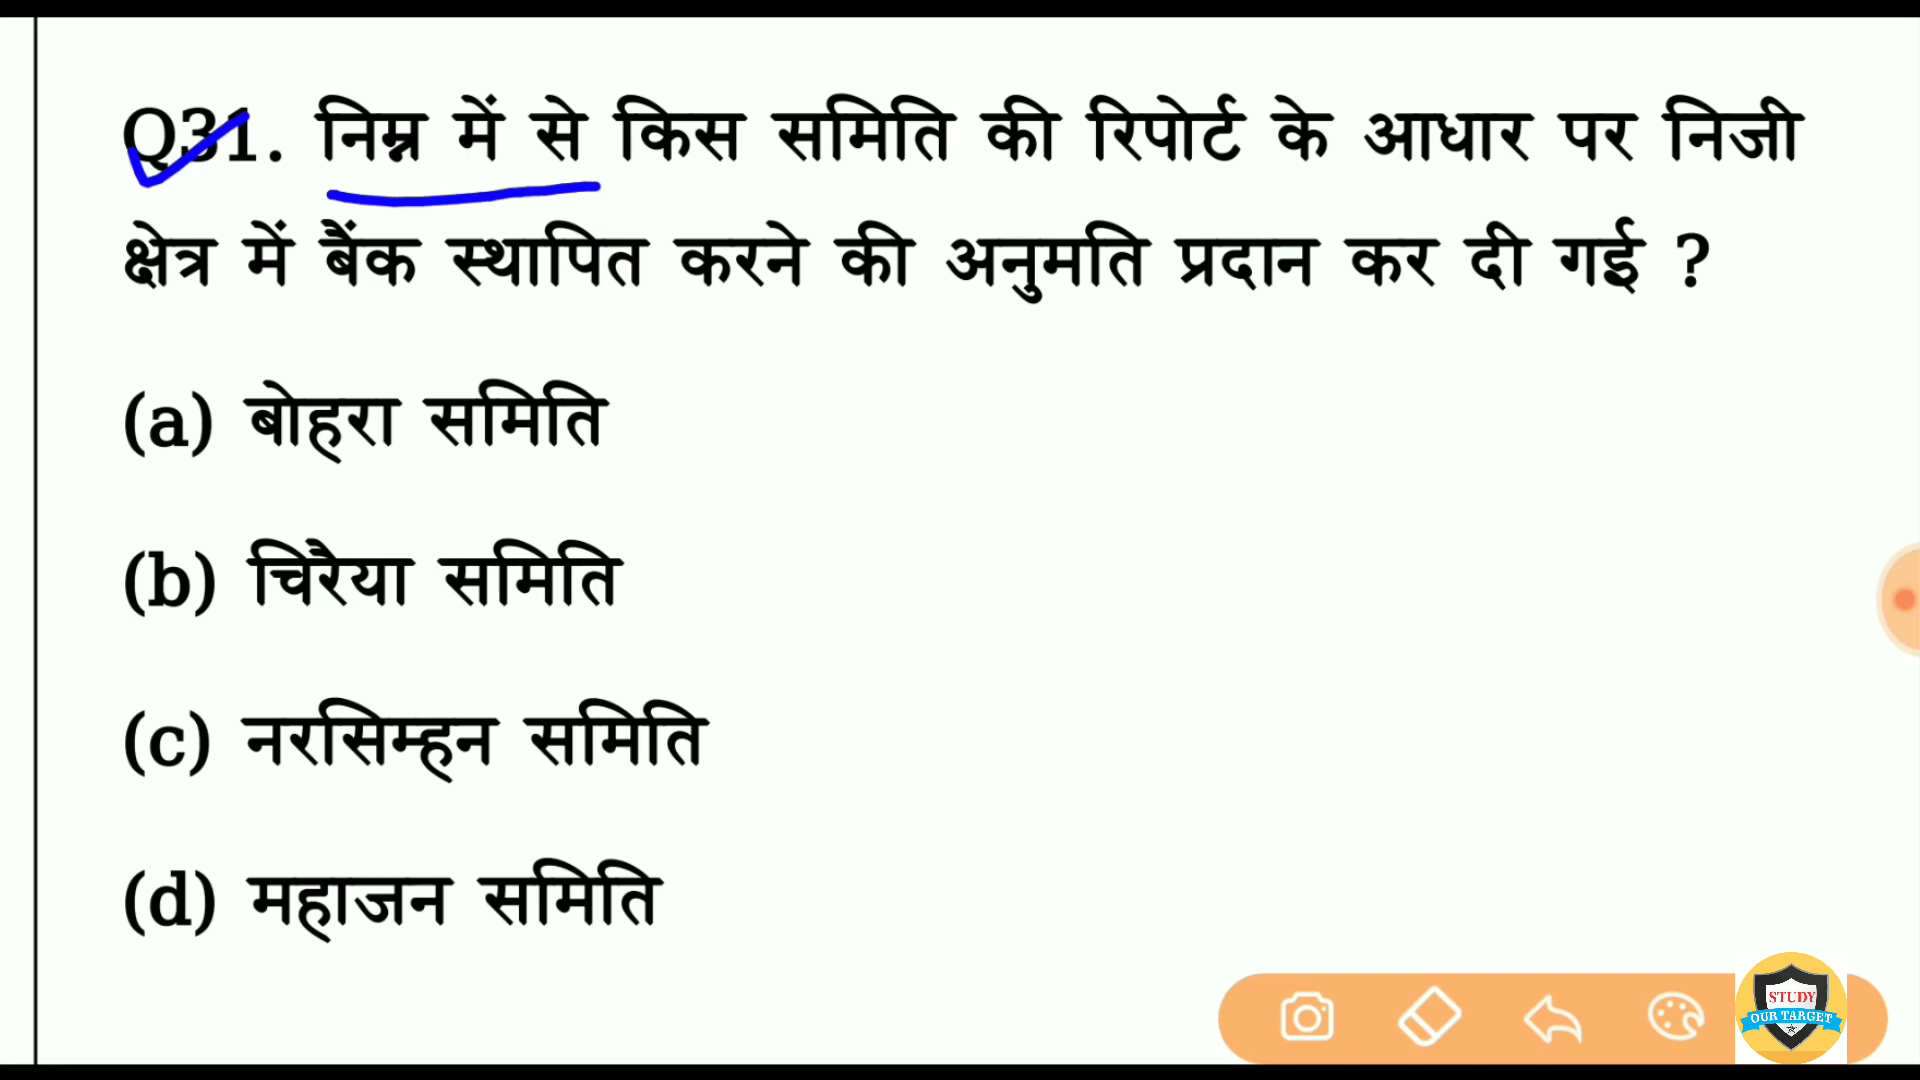 Q31. निम्न में से किस समिति की रिपोर्ट के आधार पर निजी
क्षेत्र में बैंक स्थापित करने की अनुमति प्रदान कर दी गई ?
(a) बोहरा समिति
(b) चिरैया समिति
(c) नरसिम्हन समिति
(d) महाजन समिति
STUDY
OUR TARGET